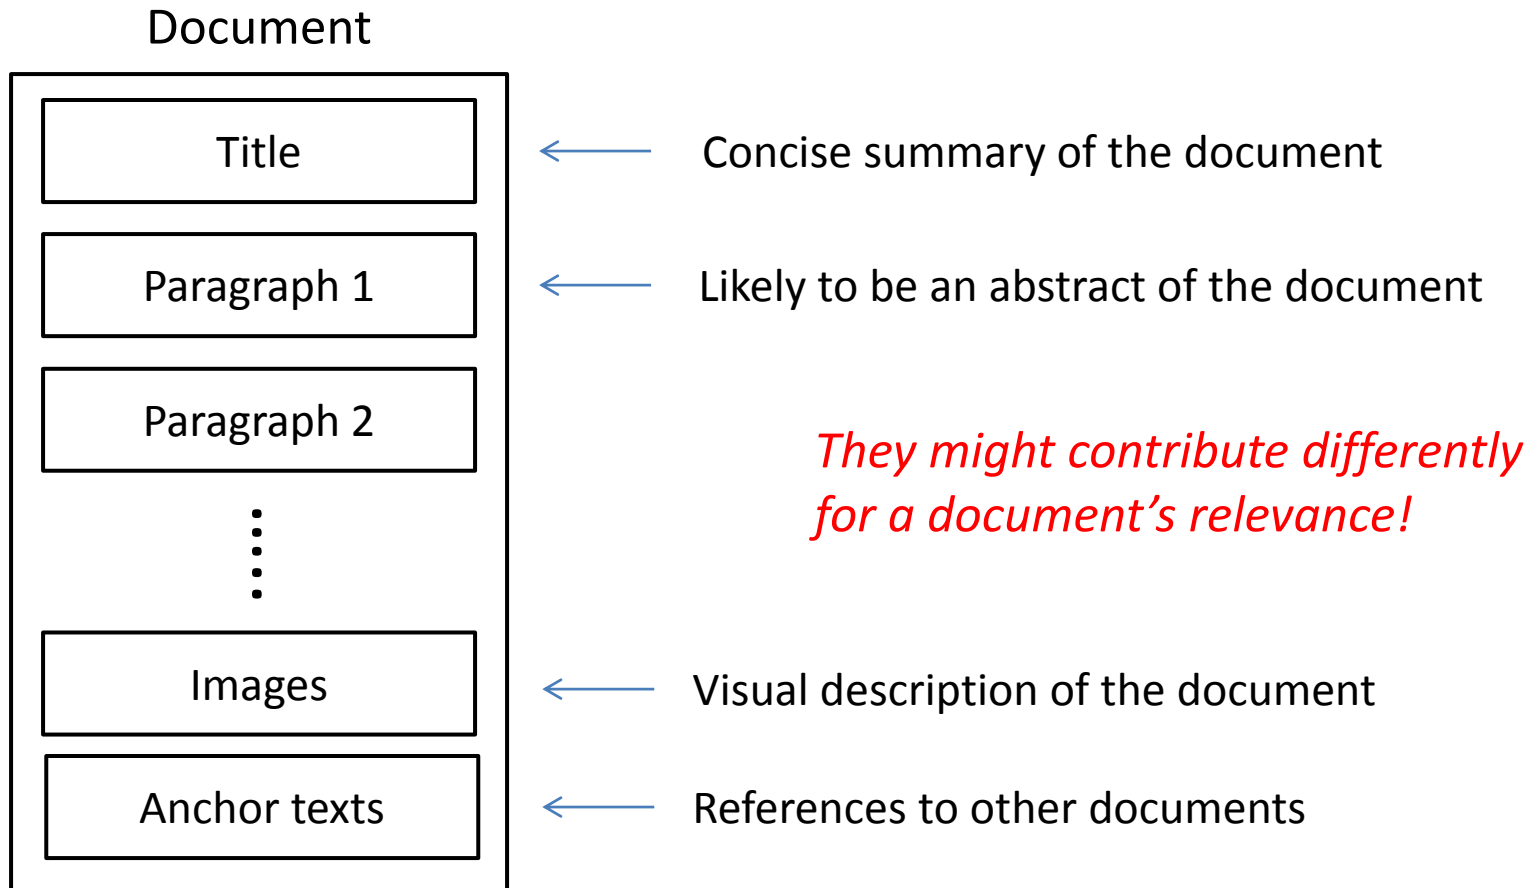 Document
Title
Concise summary of the document
Paragraph 1
Likely to be an abstract of the document
Paragraph 2
They might contribute differently
for a document’s relevance!
Images
Visual description of the document
Anchor texts
References to other documents